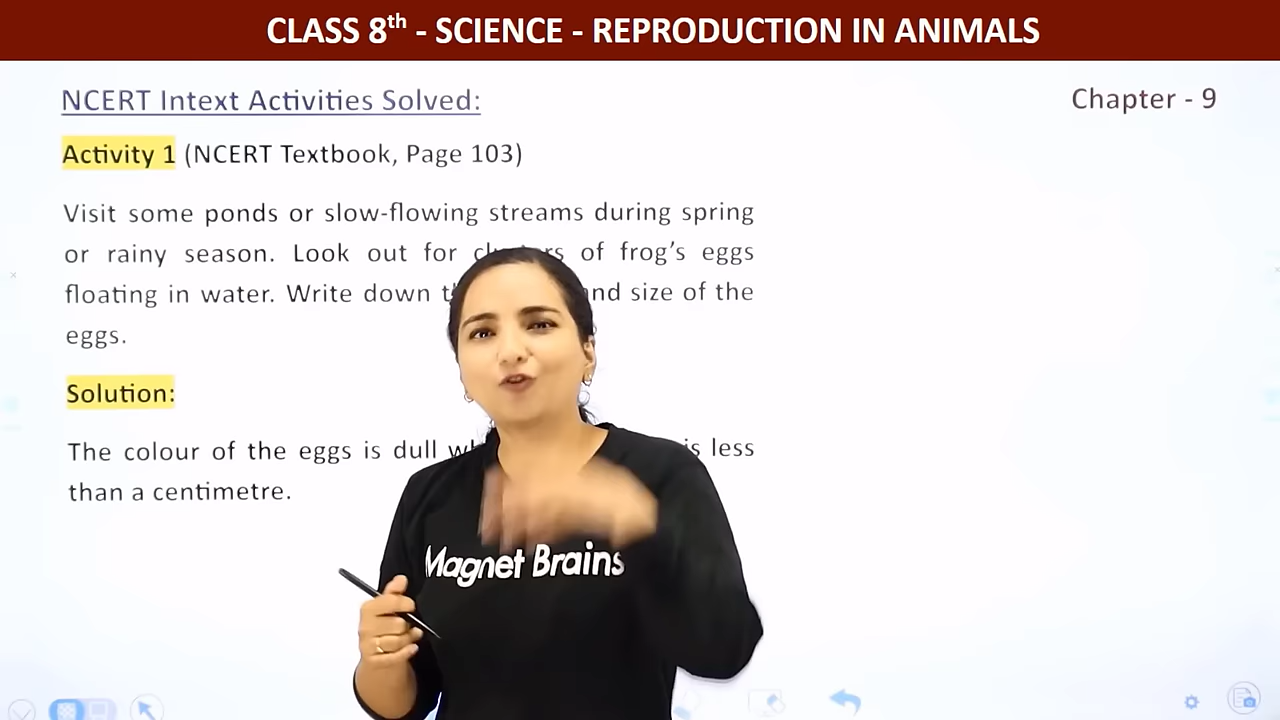 CLASS 8th - SCIENCE - REPRODUCTION IN ANIMALS
NCERT Intext Activities Solved:
Chapter - 9
Activity 1 (NCERT Textbook, Page 103)
Visit some ponds or slow-flowing streams during spring
or rainy season. Look out for of frog's eggs
floating in water. Write down and size of the
eggs.
Solution:
The colour of the eggs is dull is less
than a centimetre.
Magnet Brains